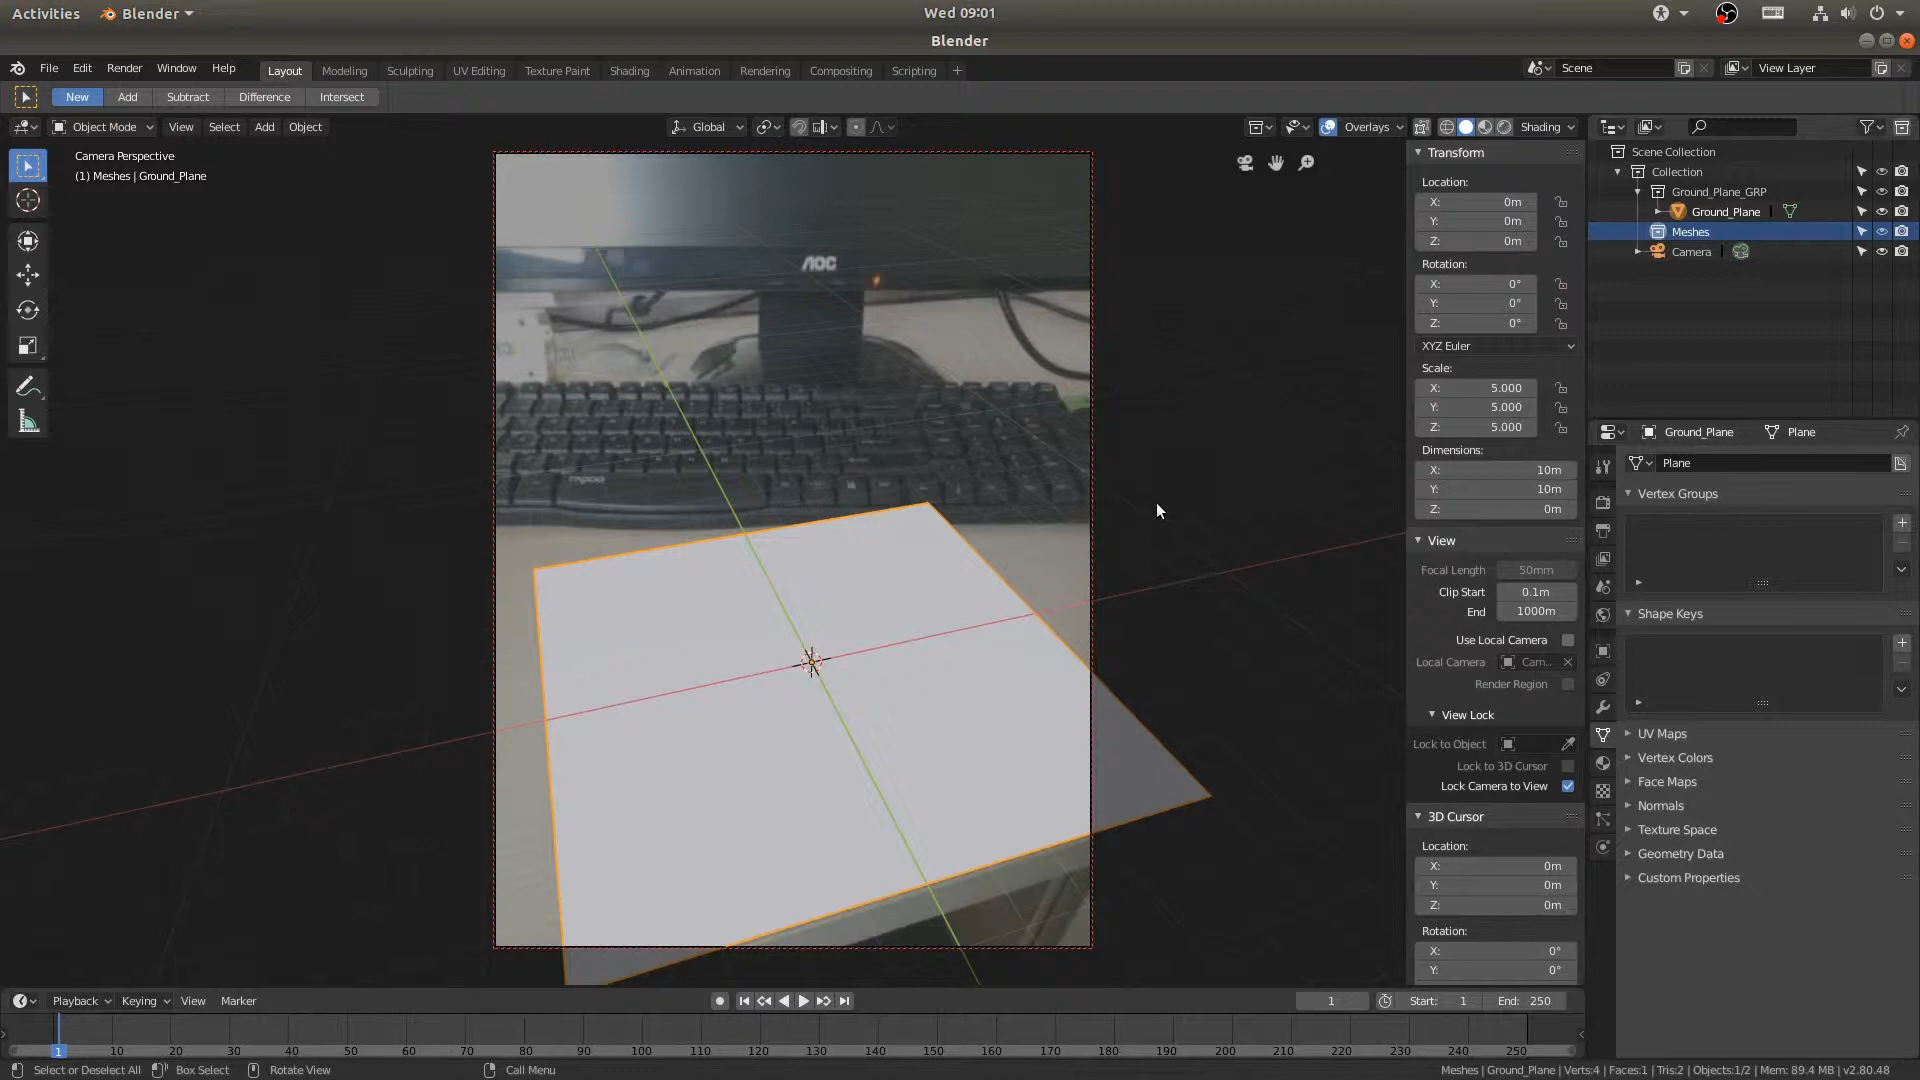 Activities Blender Wed 09:01
Blender
File Edit Render Window Help Layout Modeling Sculpting UV Editing Texture Paint Shading Animation Rendering Compositing Scripting + Scene View Layer
New Add Subtract Difference Intersect
Object Mode View Select Add Object Global Overlays Shading
Camera Perspective
(1) Meshes | Ground_Plane
AOC
rapoo
Transform
Location:
X: 0m
Y: 0m
Z: 0m
Rotation:
X: 0°
Y: 0°
Z: 0°
XYZ Euler
Scale:
X: 5.000
Y: 5.000
Z: 5.000
Dimensions:
X: 10m
Y: 10m
Z: 0m
View
Focal Length 50mm
Clip Start 0.1m
End 1000m
Use Local Camera
Local Camera Cam..
Render Region
View Lock
Lock to Object
Lock to 3D Cursor
Lock Camera to View
3D Cursor
Location:
X: 0m
Y: 0m
Z: 0m
Rotation:
X: 0°
Y: 0°
Scene Collection
Collection
Ground_Plane_GRP
Ground_Plane
Meshes
Camera
Ground_Plane Plane
Plane
Vertex Groups
Shape Keys
UV Maps
Vertex Colors
Face Maps
Normals
Texture Space
Geometry Data
Custom Properties
Playback Keying View Marker 1 Start: 1 End: 250
1 10 20 30 40 50 60 70 80 90 100 110 120 130 140 150 160 170 180 190 200 210 220 230 240 250
Select or Deselect All Box Select Rotate View Call Menu Meshes | Ground_Plane | Verts:4 | Faces:1 | Tris:2 | Objects:1/2 | Mem: 89.4 MB | v2.80.48